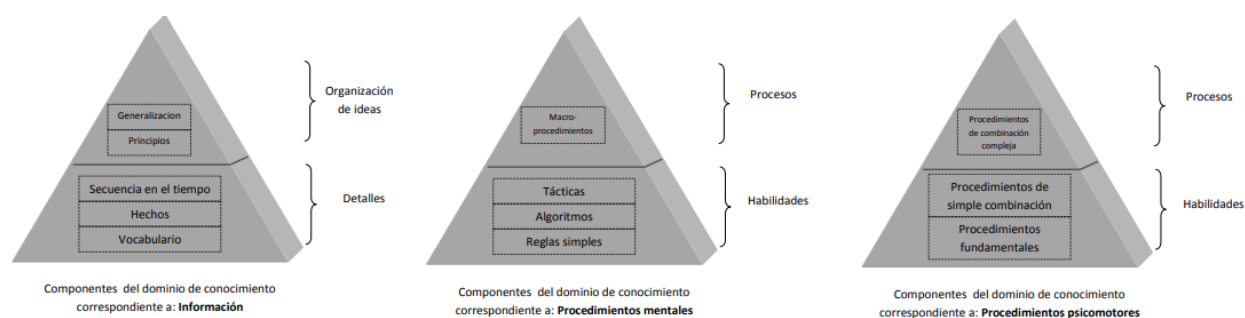 Generalizacion
Principios
Organización
de ideas
Secuencia en el tiempo
Hechos
Vocabulario
Detalles
Componentes del dominio de conocimiento
correspondiente a: Información
Macro-
procedimientos
Procesos
Tácticas
Algoritmos
Reglas simples
Habilidades
Componentes del dominio de conocimiento
correspondiente a: Procedimientos mentales
Procedimientos
de combinación
compleja
Procesos
Procedimientos de
simple combinación
Procedimientos
fundamentales
Habilidades
Componentes del dominio de conocimiento
correspondiente a: Procedimientos psicomotores